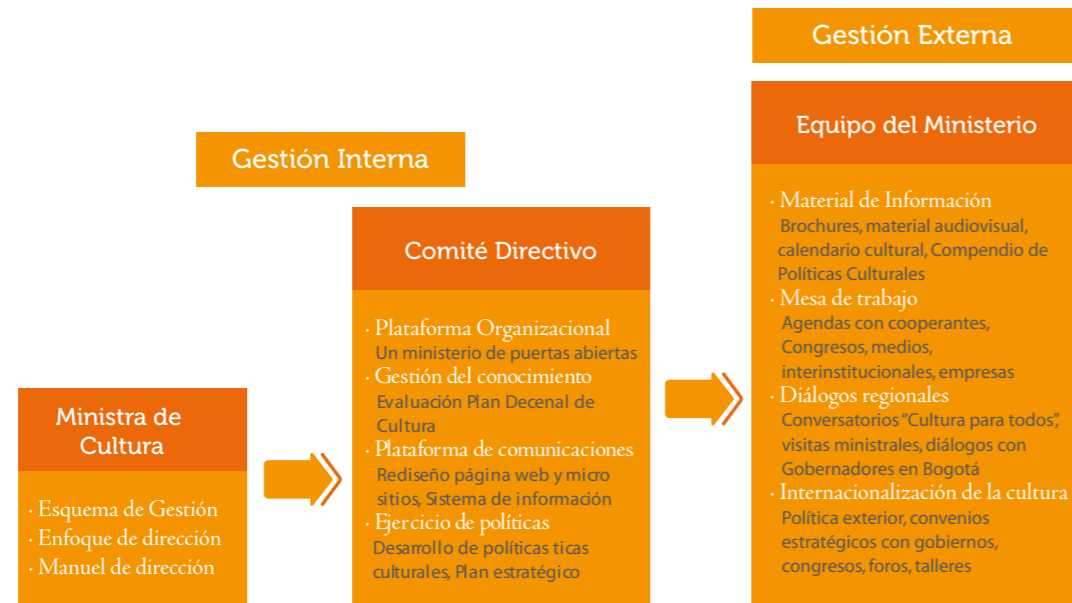 Gestión Interna
Ministra de
Cultura
· Esquema de Gestión
· Enfoque de dirección
· Manuel de dirección
Comité Directivo
· Plataforma Organizacional
Un ministerio de puertas abiertas
· Gestión del conocimiento
Evaluación Plan Decenal de
Cultura
· Plataforma de comunicaciones
Rediseño página web y micro
sitios, Sistema de información
· Ejercicio de políticas
Desarrollo de políticas ticas
culturales, Plan estratégico
Gestión Externa
Equipo del Ministerio
· Material de Información
Brochures, material audiovisual,
calendario cultural, Compendio de
Políticas Culturales
· Mesa de trabajo
Agendas con cooperantes,
Congresos, medios,
interinstitucionales, empresas
· Diálogos regionales
Conversatorios “Cultura para todos”,
visitas ministrales, diálogos con
Gobernadores en Bogotá
· Internacionalización de la cultura
Política exterior, convenios
estratégicos con gobiernos,
congresos, foros, talleres